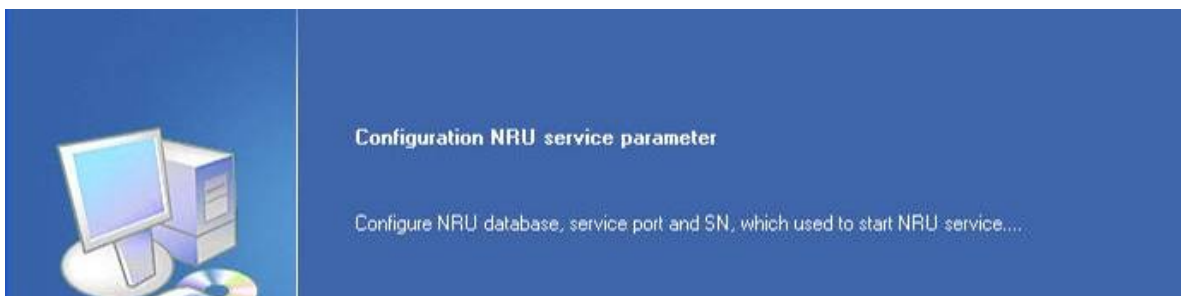 Configuration NRU service parameter
Configure NRU database, service port and SN, which used to start NRU service....